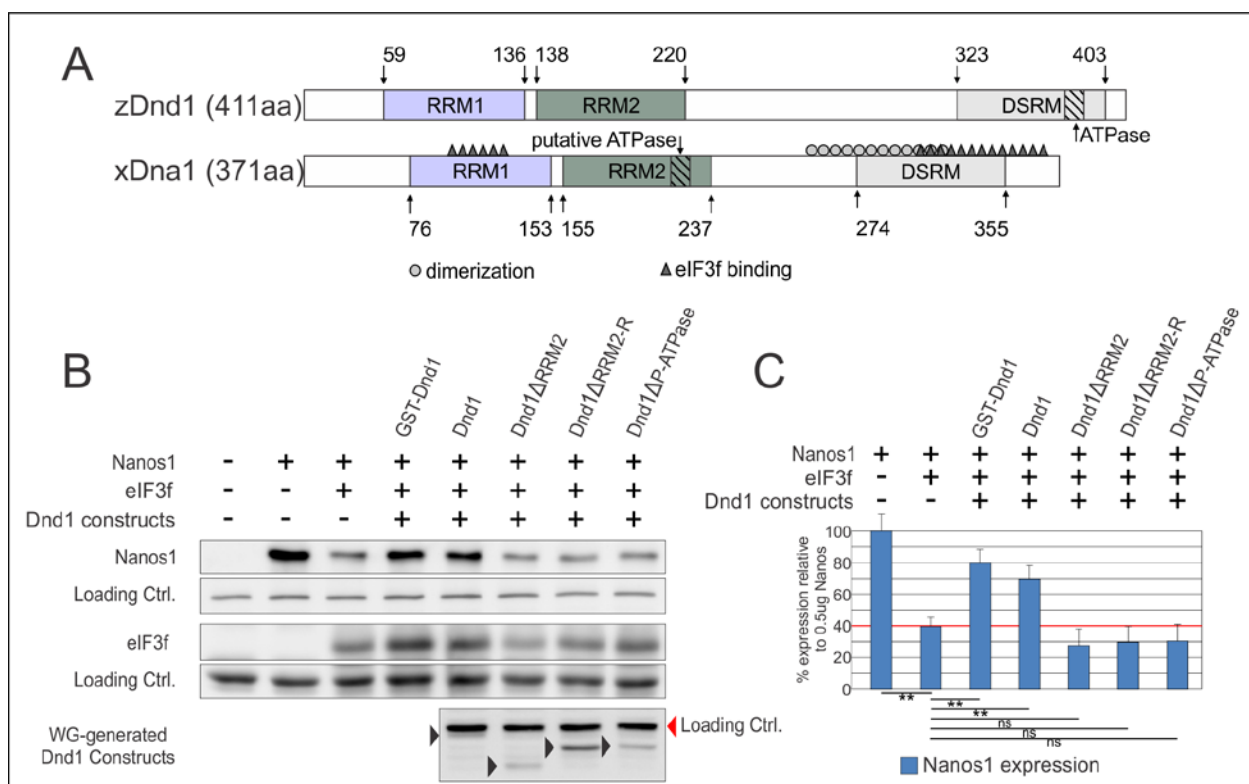 A
59 136 138 220 323 403
zDnd1 (411aa) RRM1 RRM2 DSRM
putative ATPase ATPase
xDna1 (371aa) RRM1 RRM2 DSRM
76 153 155 237 274 355
dimerization eIF3f binding
B
GST-Dnd1
Dnd1
Dnd1ΔRRM2
Dnd1ΔRRM2-R
Dnd1ΔP-ATPase
Nanos1 - + + + + + + +
eIF3f - - + + + + + +
Dnd1 constructs - - - + + + + +
Nanos1
Loading Ctrl.
eIF3f
Loading Ctrl.
WG-generated
Dnd1 Constructs
Loading Ctrl.
C
GST-Dnd1
Dnd1
Dnd1ΔRRM2
Dnd1ΔRRM2-R
Dnd1ΔP-ATPase
Nanos1 + + + + + + +
eIF3f - + + + + + +
Dnd1 constructs - - + + + + +
% expression relative
to 0.5ug Nanos
100
80
60
40
20
0
**
**
**
ns
ns
ns
Nanos1 expression